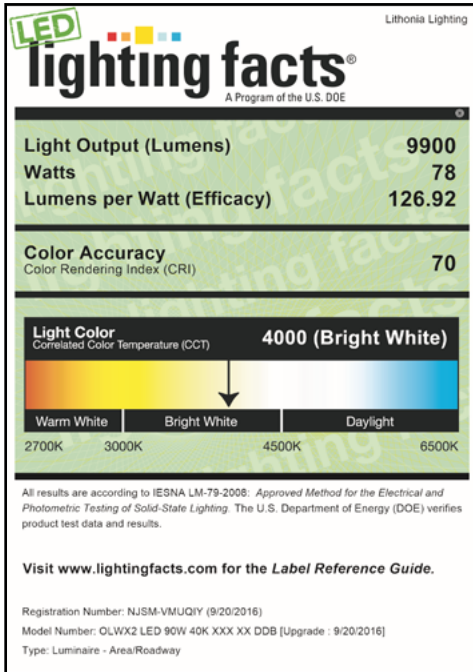 Lithonia Lighting
LED
lighting facts®
A Program of the U.S. DOE
Light Output (Lumens) 9900
Watts 78
Lumens per Watt (Efficacy) 126.92
Color Accuracy
Color Rendering Index (CRI) 70
Light Color
Correlated Color Temperature (CCT) 4000 (Bright White)
Warm White Bright White Daylight
2700K 3000K 4500K 6500K
All results are according to IESNA LM-79-2008: Approved Method for the Electrical and
Photometric Testing of Solid-State Lighting. The U.S. Department of Energy (DOE) verifies
product test data and results.
Visit www.lightingfacts.com for the Label Reference Guide.
Registration Number: NJSM-VMUQIY (9/20/2016)
Model Number: OLWX2 LED 90W 40K XXX XX DDB [Upgrade : 9/20/2016]
Type: Luminaire - Area/Roadway